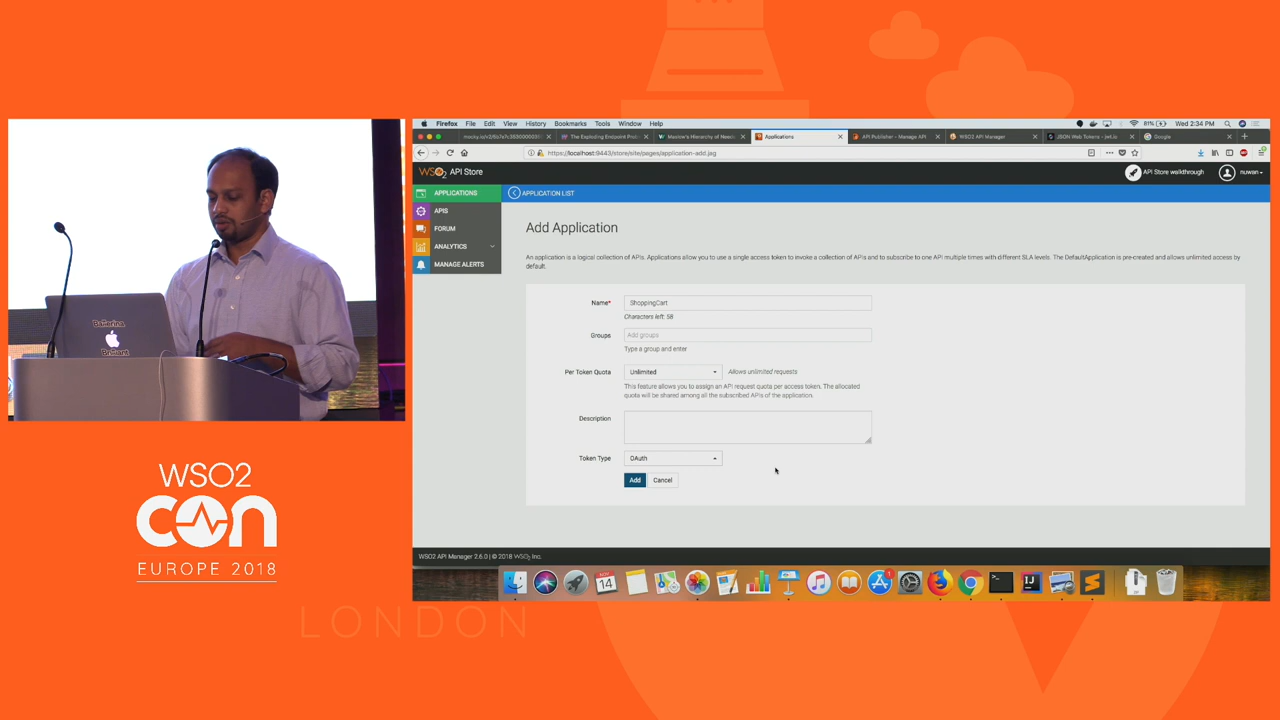 Firefox File Edit View History Bookmarks Tools Window Help
81% Wed 2:34 PM
The Exploding Endpoint Prob
Maslow's Hierarchy of Needs
Applications
API Publisher - Manage API
WSO2 API Manager
JSON Web Tokens - jwt.io
Google
https://localhost:9443/store/site/pages/application-add.jag
WSO2 API Store
API Store walkthrough
nuwan
APPLICATIONS
APPLICATION LIST
APIS
FORUM
ANALYTICS
MANAGE ALERTS
Add Application
An application is a logical collection of APIs. Applications allow you to use a single access token to invoke a collection of APIs and to subscribe to one API multiple times with different SLA levels. The DefaultApplication is pre-created and allows unlimited access by
default.
Name* ShoppingCart
Characters left: 58
Groups Add groups
Type a group and enter
Per Token Quota Unlimited Allows unlimited requests
This feature allows you to assign an API request quota per access token. The allocated
quota will be shared among all the subscribed APIs of the application.
Description
Token Type OAuth
Add Cancel
WSO2 API Manager 2.6.0 | © 2018 WSO2 Inc.
NOV
14
Ballerina
Brilliant
WSO2
con
EUROPE 2018
LONDON